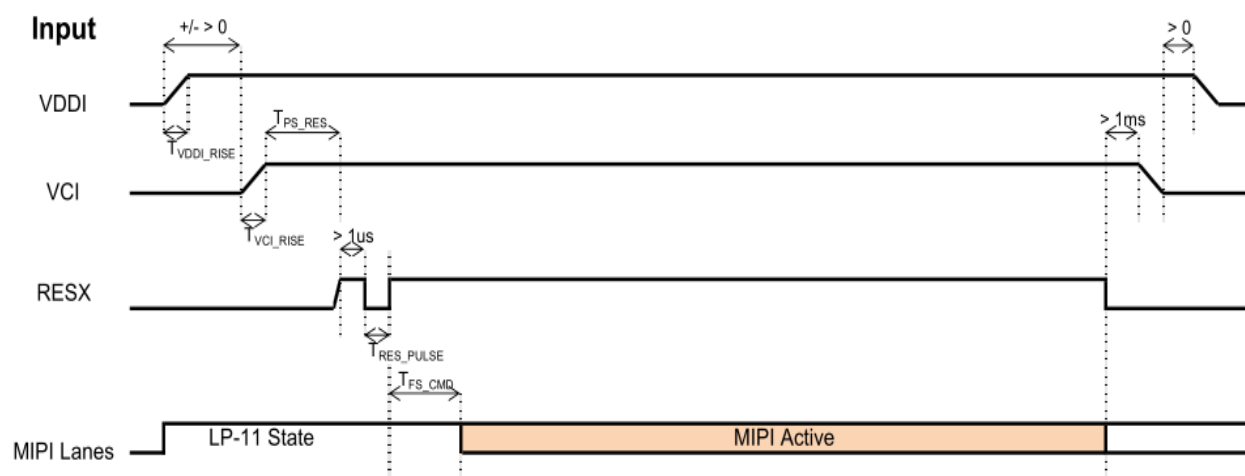 Input
+/- > 0
> 0
VDDI
T_VDDI_RISE
T_PS_RES
> 1ms
VCI
T_VCI_RISE
> 1us
RESX
T_RES_PULSE
T_FS_CMD
MIPI Lanes
LP-11 State
MIPI Active